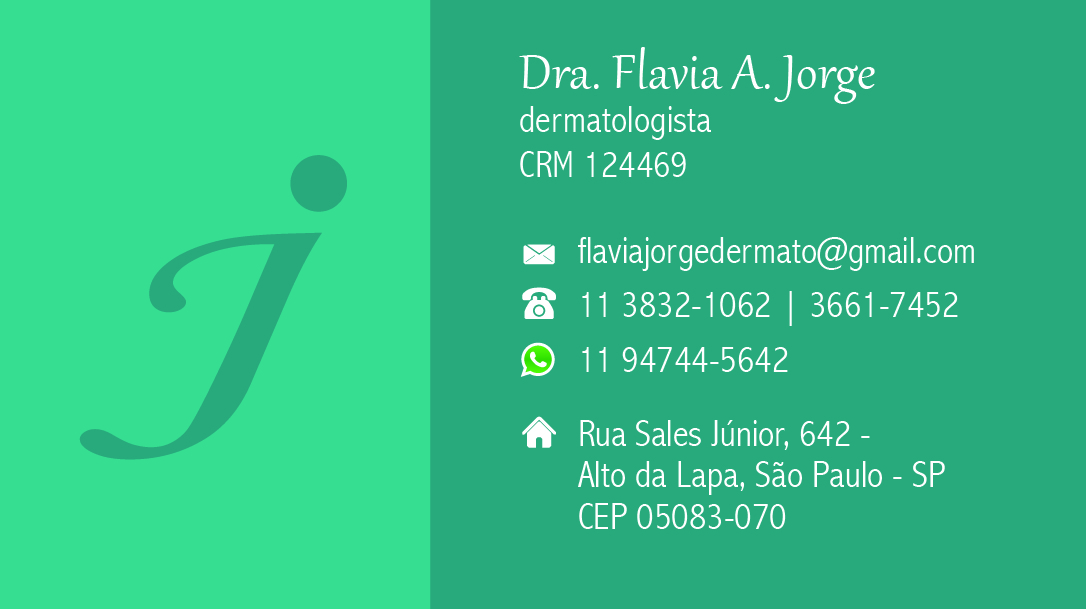 J
Dra. Flavia A. Jorge
dermatologista
CRM 124469
flaviajorgedermato@gmail.com
11 3832-1062 | 3661-7452
11 94744-5642
Rua Sales Júnior, 642 -
Alto da Lapa, São Paulo - SP
CEP 05083-070